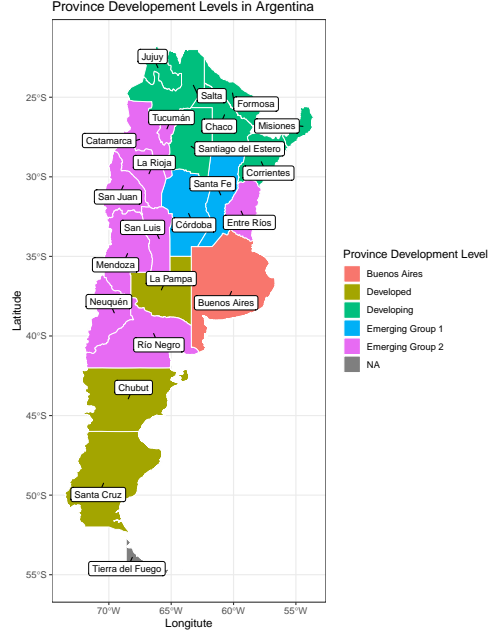 Province Developement Levels in Argentina
Jujuy
25°S
Salta
Formosa
Tucumán
Chaco
Misiones
Catamarca
Santiago del Estero
La Rioja
Corrientes
30°S
Santa Fe
San Juan
Entre Ríos
San Luis
Córdoba
35°S
Mendoza
La Pampa
Neuquén
Buenos Aires
40°S
Río Negro
Chubut
45°S
Santa Cruz
50°S
Tierra del Fuego
55°S
70°W
65°W
60°W
55°W
Longitute
Latitude
Province Development Level
Buenos Aires
Developed
Developing
Emerging Group 1
Emerging Group 2
NA